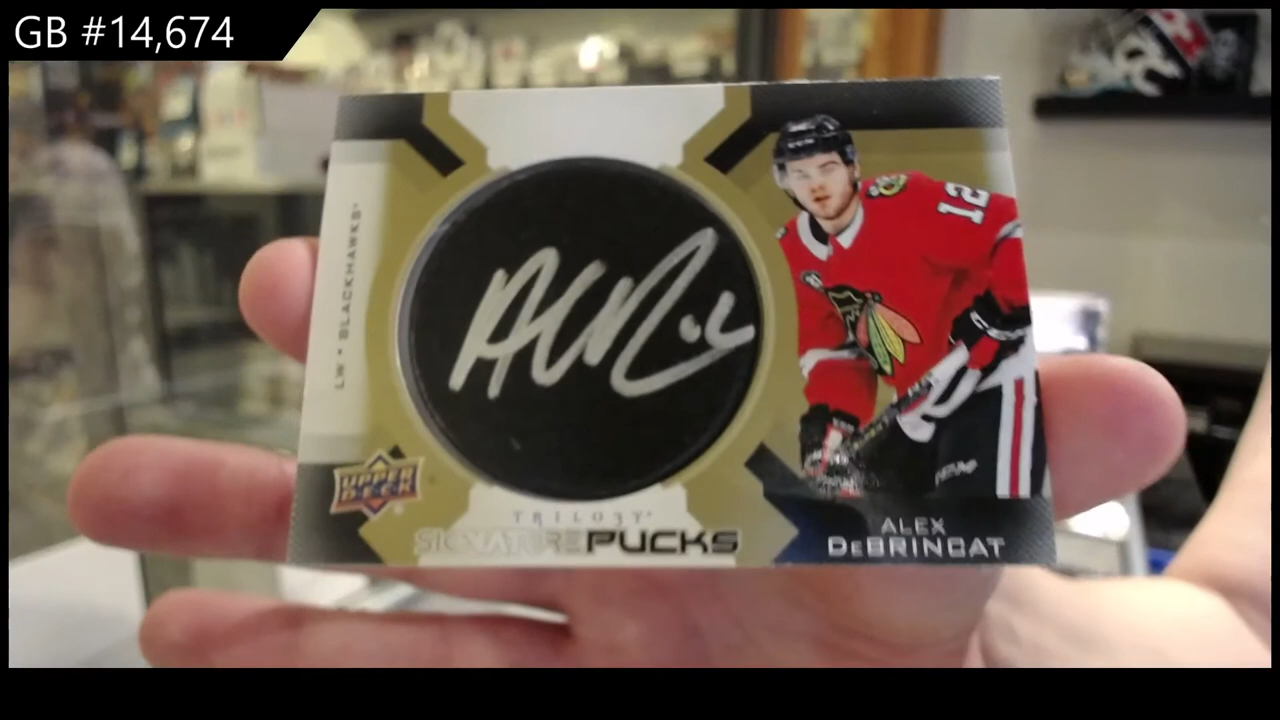 GB #14,674
LW • BLACKHAWKS
12
UPPER DECK
TRILOGY
SIGNATURE PUCKS
ALEX
DEBRINCAT